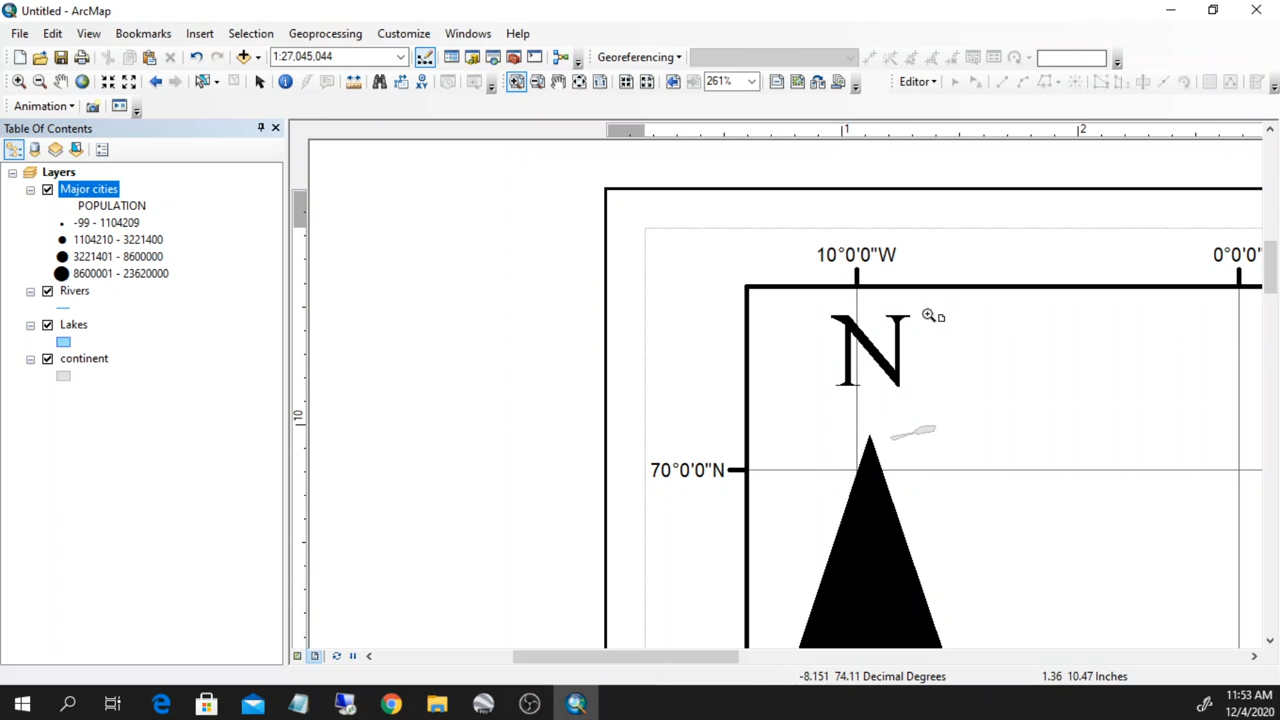 Untitled - ArcMap
File Edit View Bookmarks Insert Selection Geoprocessing Customize Windows Help
1:27,045,044 Georeferencing
261% Editor
Animation
Table Of Contents
Layers
Major cities
POPULATION
-99 - 1104209
1104210 - 3221400
3221401 - 8600000
8600001 - 23620000
Rivers
Lakes
continent
1 2
10
10°0'0"W 0°0'0"
N
70°0'0"N
-8.151 74.11 Decimal Degrees 1.36 10.47 Inches
11:53 AM
12/4/2020